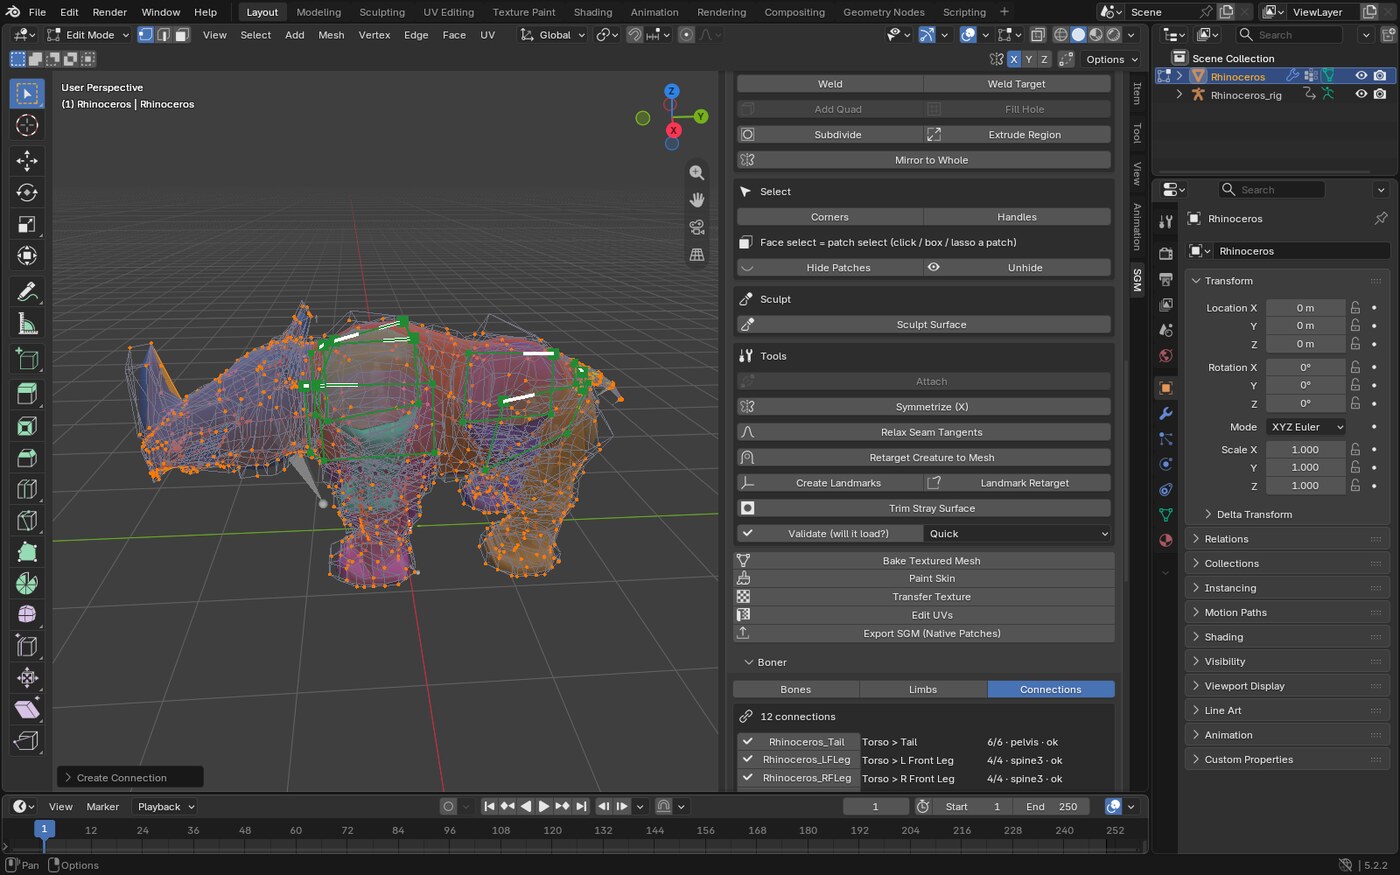 File Edit Render Window Help Layout Modeling Sculpting UV Editing Texture Paint Shading Animation Rendering Compositing Geometry Nodes Scripting + Scene ViewLayer
Edit Mode View Select Add Mesh Vertex Edge Face UV Global
X Y Z Options
User Perspective
(1) Rhinoceros | Rhinoceros
Z
Y
X
Weld Weld Target
Add Quad Fill Hole
Subdivide Extrude Region
Mirror to Whole
Select
Corners Handles
Face select = patch select (click / box / lasso a patch)
Hide Patches Unhide
Sculpt
Sculpt Surface
Tools
Attach
Symmetrize (X)
Relax Seam Tangents
Retarget Creature to Mesh
Create Landmarks Landmark Retarget
Trim Stray Surface
Validate (will it load?) Quick
Bake Textured Mesh
Paint Skin
Transfer Texture
Edit UVs
Export SGM (Native Patches)
Boner
Bones Limbs Connections
12 connections
Rhinoceros_Tail Torso > Tail 6/6 · pelvis · ok
Rhinoceros_LFLeg Torso > L Front Leg 4/4 · spine3 · ok
Rhinoceros_RFLeg Torso > R Front Leg 4/4 · spine3 · ok
Item
Tool
View
Animation
SGM
Search
Scene Collection
Rhinoceros
Rhinoceros_rig
Search
Rhinoceros
Rhinoceros
Transform
Location X 0 m
Y 0 m
Z 0 m
Rotation X 0°
Y 0°
Z 0°
Mode XYZ Euler
Scale X 1.000
Y 1.000
Z 1.000
Delta Transform
Relations
Collections
Instancing
Motion Paths
Shading
Visibility
Viewport Display
Line Art
Animation
Custom Properties
Create Connection
View Marker Playback 1 Start 1 End 250
1 12 24 36 48 60 72 84 96 108 120 132 144 156 168 180 192 204 216 228 240 252
Pan Options 5.2.2